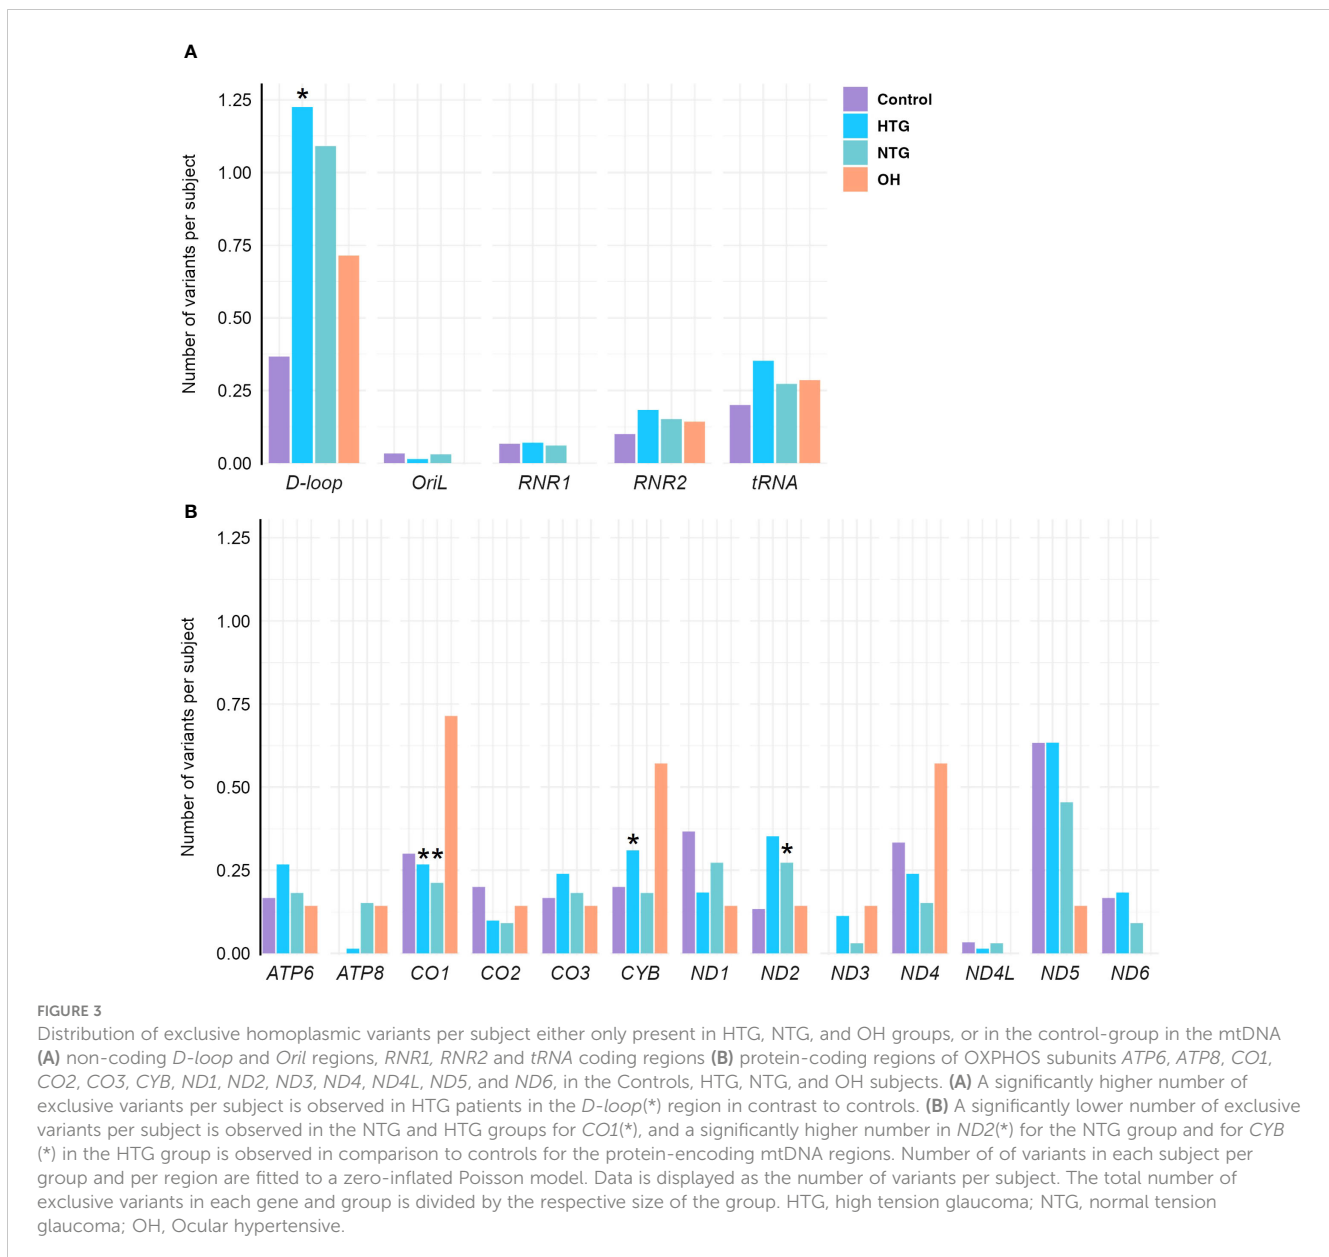 A
*
1.25
1.00
0.75
0.50
0.25
0.00
Number of variants per subject
Control
HTG
NTG
OH
D-loop OriL RNR1 RNR2 tRNA
B
1.25
1.00
0.75
0.50
0.25
0.00
Number of variants per subject
** * *
ATP6 ATP8 CO1 CO2 CO3 CYB ND1 ND2 ND3 ND4 ND4L ND5 ND6
FIGURE 3
Distribution of exclusive homoplasmic variants per subject either only present in HTG, NTG, and OH groups, or in the control-group in the mtDNA
(A) non-coding D-loop and Oril regions, RNR1, RNR2 and tRNA coding regions (B) protein-coding regions of OXPHOS subunits ATP6, ATP8, CO1,
CO2, CO3, CYB, ND1, ND2, ND3, ND4, ND4L, ND5, and ND6, in the Controls, HTG, NTG, and OH subjects. (A) A significantly higher number of
exclusive variants per subject is observed in HTG patients in the D-loop(*) region in contrast to controls. (B) A significantly lower number of exclusive
variants per subject is observed in the NTG and HTG groups for CO1(*), and a significantly higher number in ND2(*) for the NTG group and for CYB
(*) in the HTG group is observed in comparison to controls for the protein-encoding mtDNA regions. Number of of variants in each subject per
group and per region are fitted to a zero-inflated Poisson model. Data is displayed as the number of variants per subject. The total number of
exclusive variants in each gene and group is divided by the respective size of the group. HTG, high tension glaucoma; NTG, normal tension
glaucoma; OH, Ocular hypertensive.